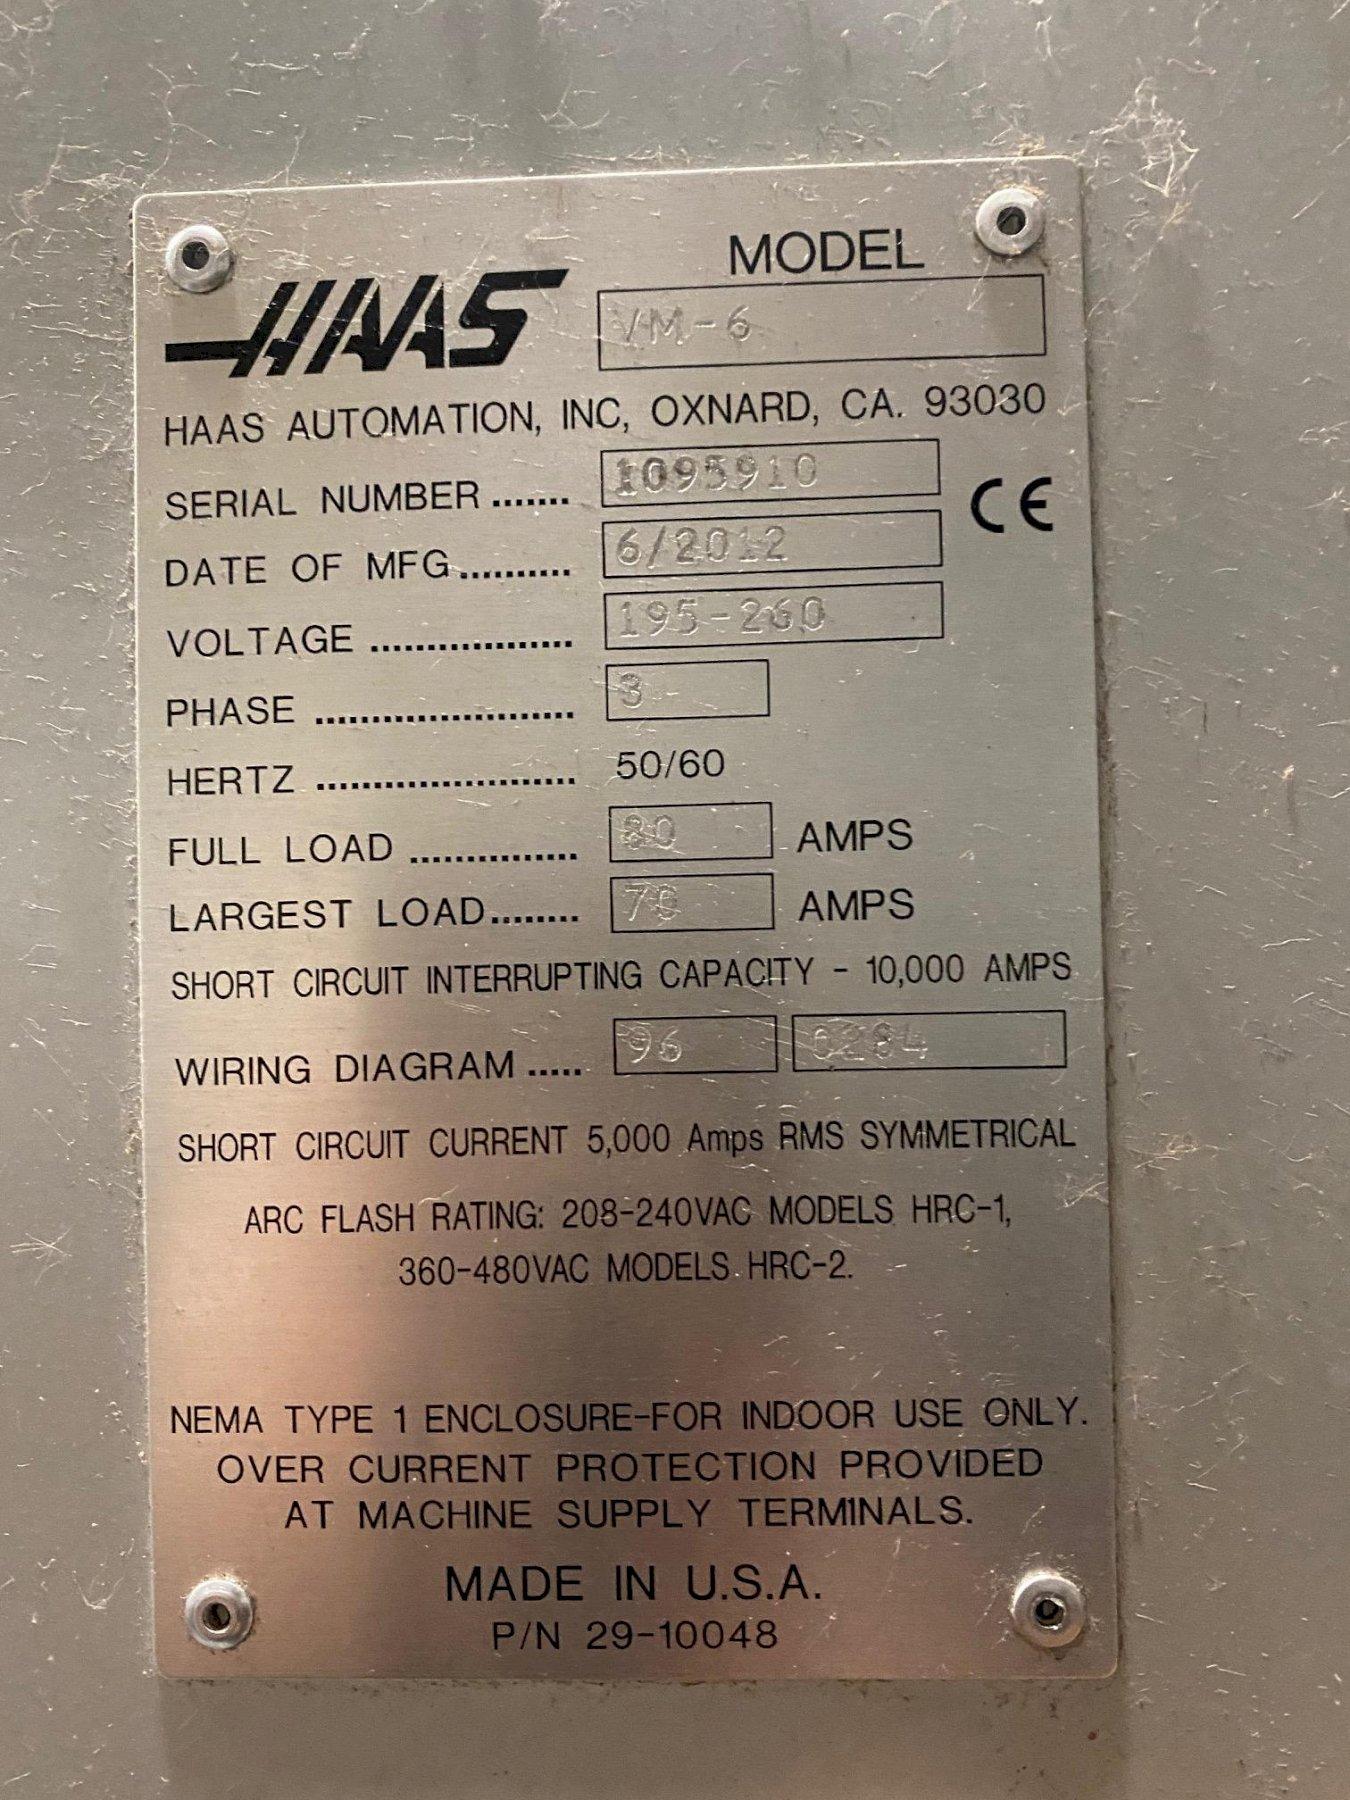 MODEL
HAAS VM-6
HAAS AUTOMATION, INC, OXNARD, CA. 93030
SERIAL NUMBER ....... 1095910
CE
DATE OF MFG.......... 6/2012
VOLTAGE .................. 195-260
PHASE ....................... 3
HERTZ ....................... 50/60
FULL LOAD ............... 80 AMPS
LARGEST LOAD........ 70 AMPS
SHORT CIRCUIT INTERRUPTING CAPACITY - 10,000 AMPS
WIRING DIAGRAM ..... 96 0284
SHORT CIRCUIT CURRENT 5,000 Amps RMS SYMMETRICAL
ARC FLASH RATING: 208-240VAC MODELS HRC-1,
360-480VAC MODELS HRC-2.
NEMA TYPE 1 ENCLOSURE-FOR INDOOR USE ONLY.
OVER CURRENT PROTECTION PROVIDED
AT MACHINE SUPPLY TERMINALS.
MADE IN U.S.A.
P/N 29-10048